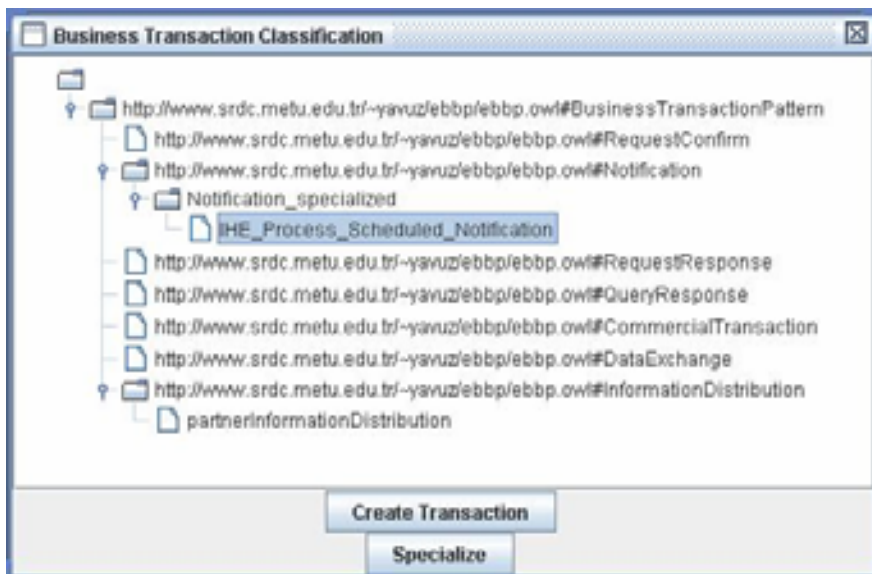 Business Transaction Classification
http://www.srdc.metu.edu.tr/~yavuz/ebbp/ebbp.owl#BusinessTransactionPattern
http://www.srdc.metu.edu.tr/~yavuz/ebbp/ebbp.owl#RequestConfirm
http://www.srdc.metu.edu.tr/~yavuz/ebbp/ebbp.owl#Notification
Notification_specialized
IHE_Process_Scheduled_Notification
http://www.srdc.metu.edu.tr/~yavuz/ebbp/ebbp.owl#RequestResponse
http://www.srdc.metu.edu.tr/~yavuz/ebbp/ebbp.owl#QueryResponse
http://www.srdc.metu.edu.tr/~yavuz/ebbp/ebbp.owl#CommercialTransaction
http://www.srdc.metu.edu.tr/~yavuz/ebbp/ebbp.owl#DataExchange
http://www.srdc.metu.edu.tr/~yavuz/ebbp/ebbp.owl#InformationDistribution
partnerInformationDistribution
Create Transaction
Specialize